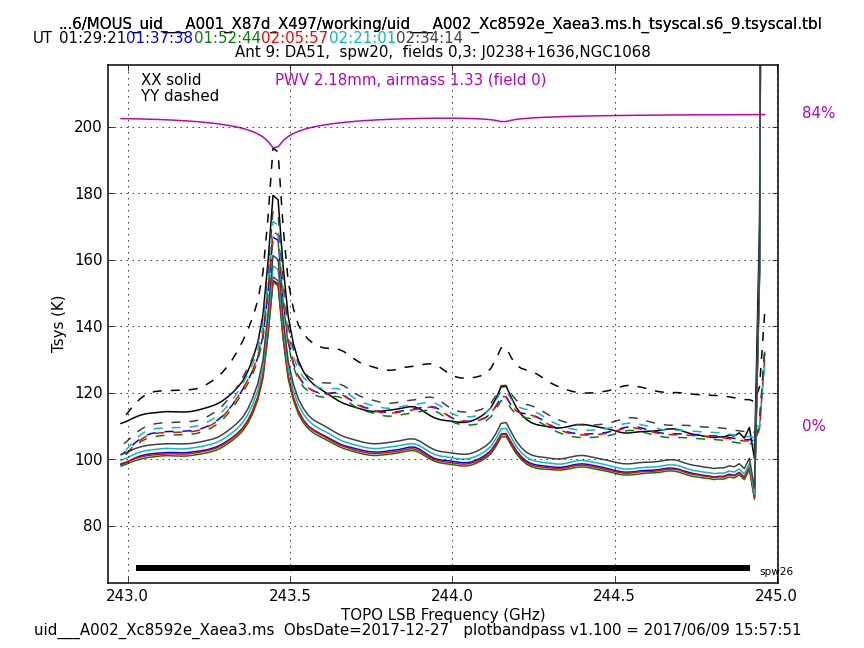 ...6/MOUS_uid___A001_X87d_X497/working/uid___A002_Xc8592e_Xaea3.ms.h_tsyscal.s6_9.tsyscal.tbl
UT 01:29:21 01:37:38 01:52:44 02:05:57 02:21:01 02:34:14
Ant 9: DA51, spw20, fields 0,3: J0238+1636,NGC1068
XX solid
PWV 2.18mm, airmass 1.33 (field 0)
YY dashed
84%
200
180
160
140
120
100
80
Tsys (K)
0%
spw26
243.0 243.5 244.0 244.5 245.0
TOPO LSB Frequency (GHz)
uid___A002_Xc8592e_Xaea3.ms ObsDate=2017-12-27 plotbandpass v1.100 = 2017/06/09 15:57:51